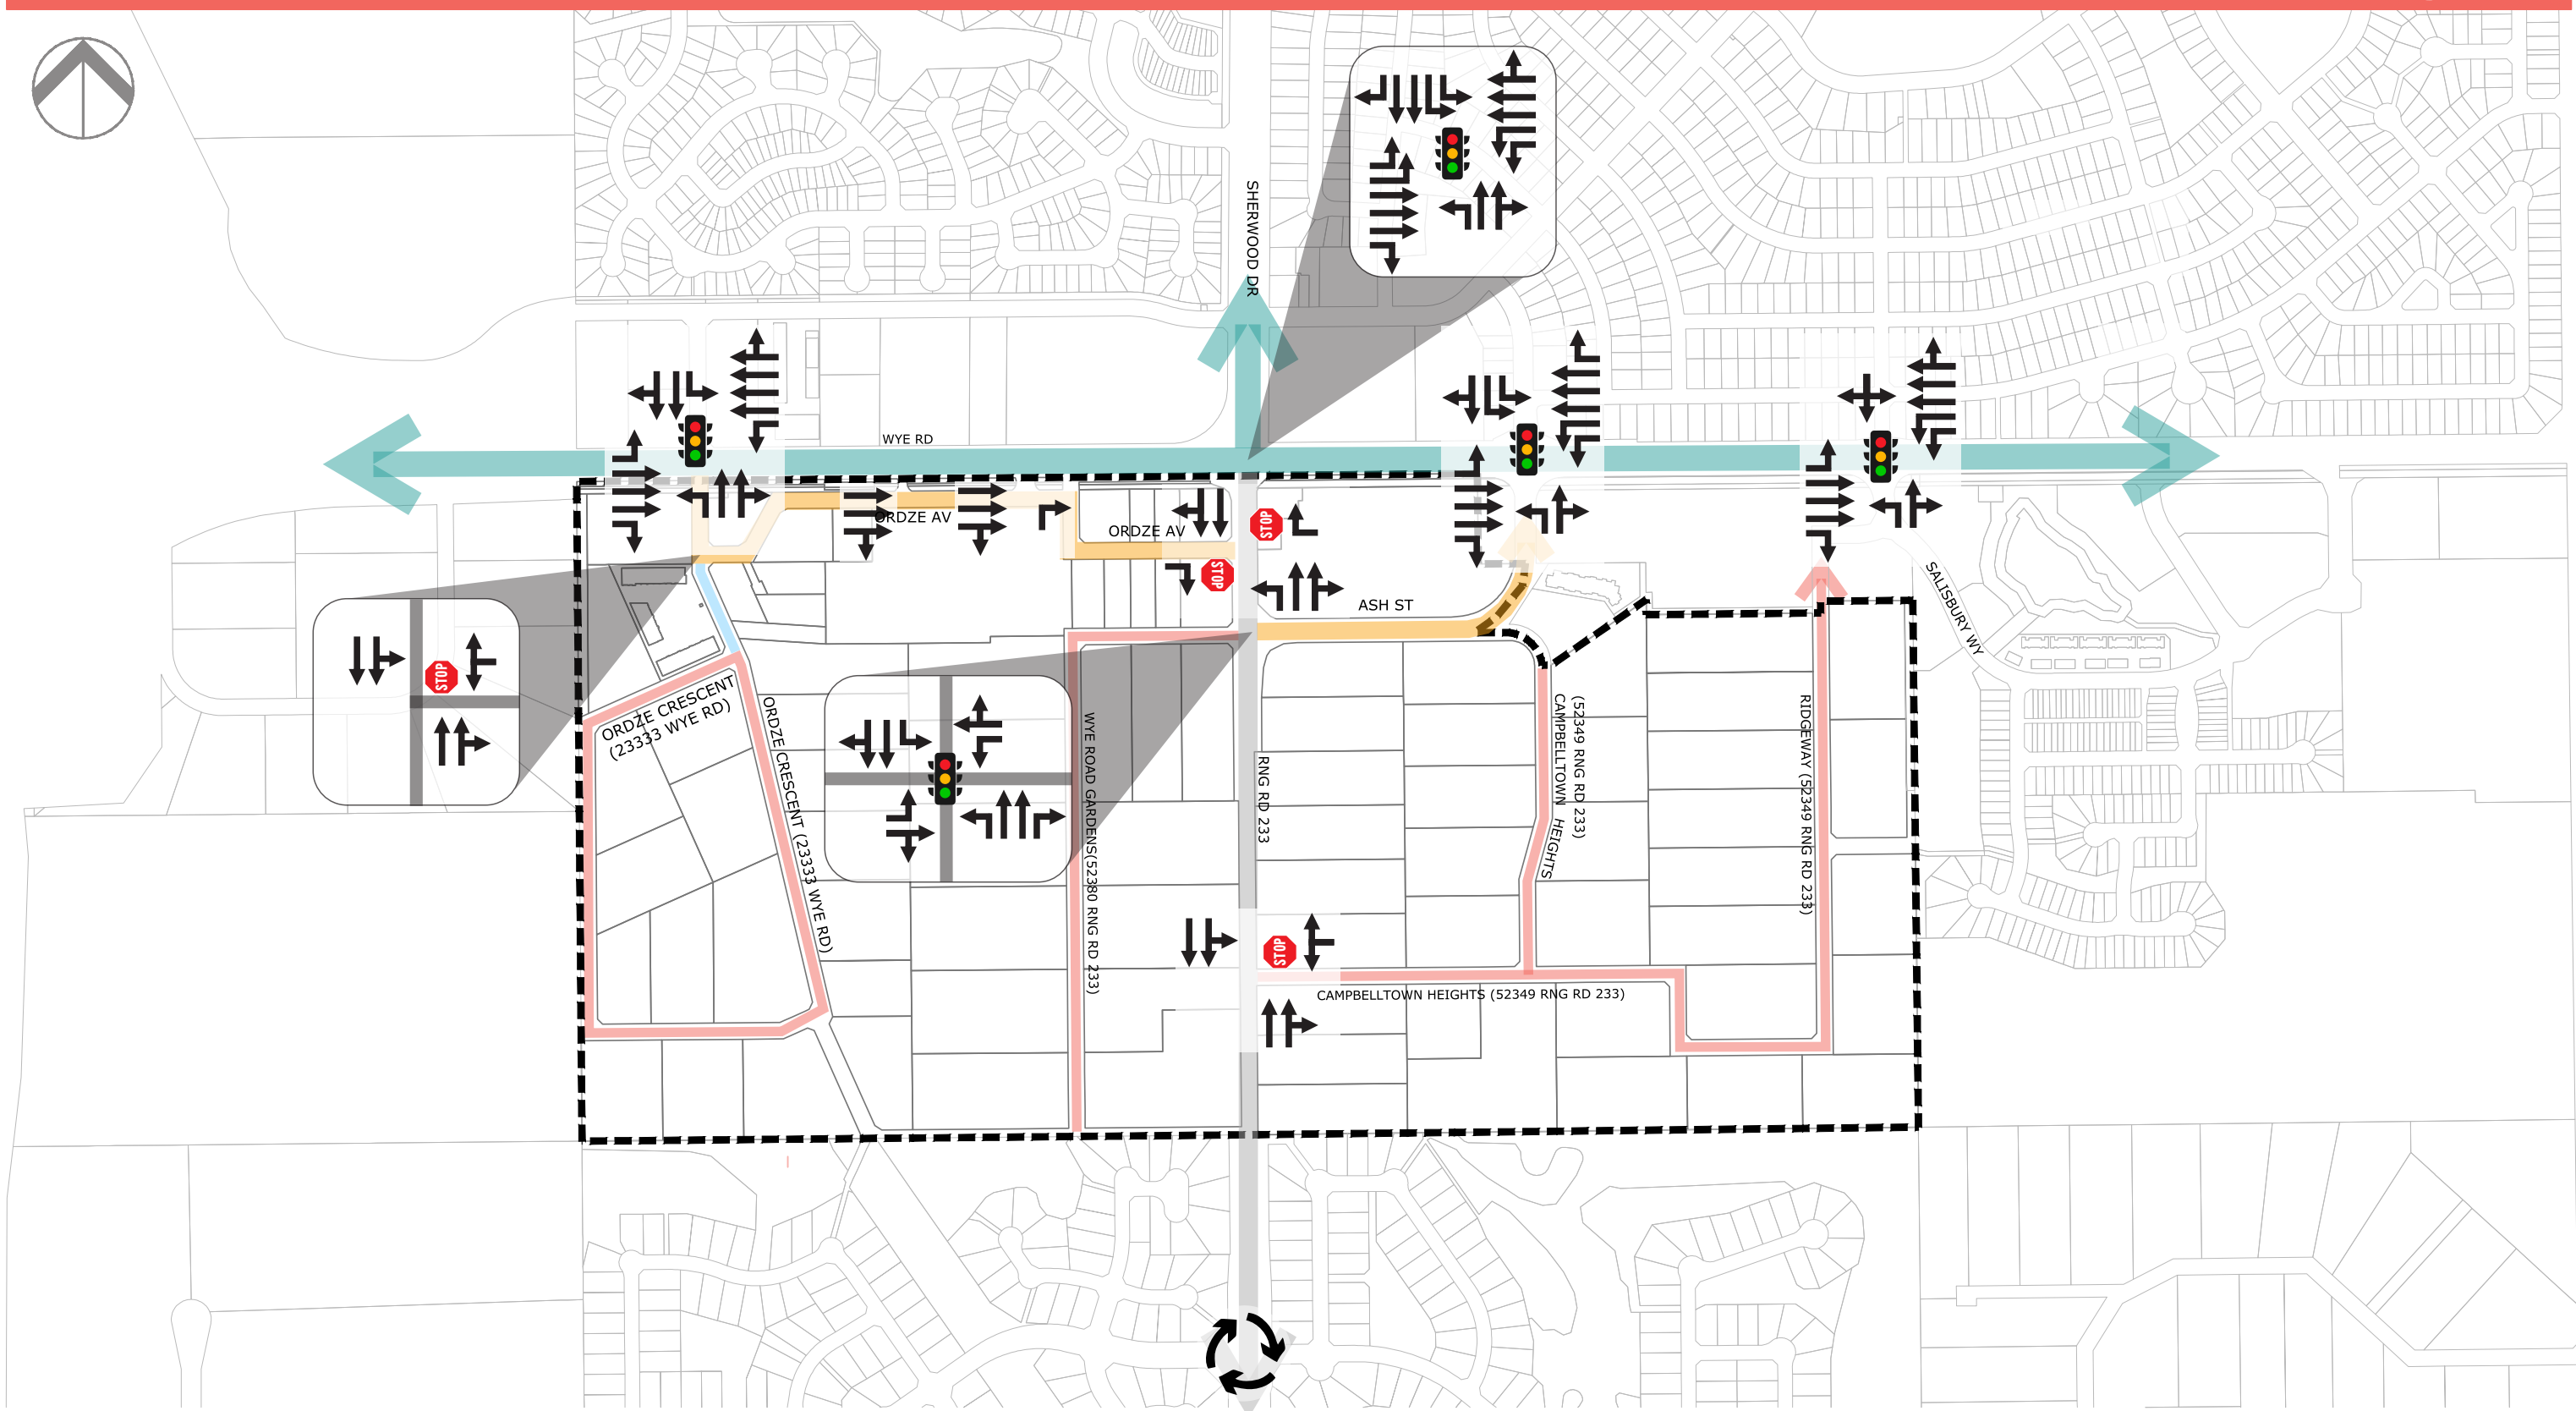 SHERWOOD DR
WYE RD
ORDZE AV
ORDZE AV
STOP
STOP
ASH ST
SALISBURY WY
STOP
ORDZE CRESCENT
(23333 WYE RD)
ORDZE CRESCENT (23333 WYE RD)
WYE ROAD GARDENS(52380 RNG RD 233)
RNG RD 233
CAMPBELLTOWN HEIGHTS
(52349 RNG RD 233)
RIDGEWAY (52349 RNG RD 233)
STOP
CAMPBELLTOWN HEIGHTS (52349 RNG RD 233)